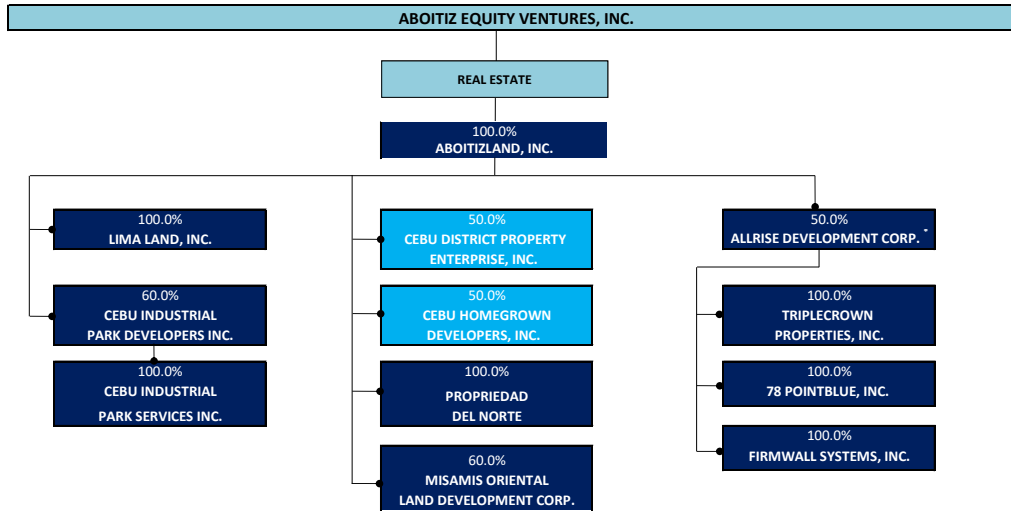 ABOITIZ EQUITY VENTURES, INC.
REAL ESTATE
100.0%
ABOITIZLAND, INC.
100.0%
LIMA LAND, INC.
60.0%
CEBU INDUSTRIAL
PARK DEVELOPERS INC.
100.0%
CEBU INDUSTRIAL
PARK SERVICES INC.
50.0%
CEBU DISTRICT PROPERTY
ENTERPRISE, INC.
50.0%
CEBU HOMEGROWN
DEVELOPERS, INC.
100.0%
PROPRIEDAD
DEL NORTE
60.0%
MISAMIS ORIENTAL
LAND DEVELOPMENT CORP.
50.0%
ALLRISE DEVELOPMENT CORP. *
100.0%
TRIPLECROWN
PROPERTIES, INC.
100.0%
78 POINTBLUE, INC.
100.0%
FIRMWALL SYSTEMS, INC.